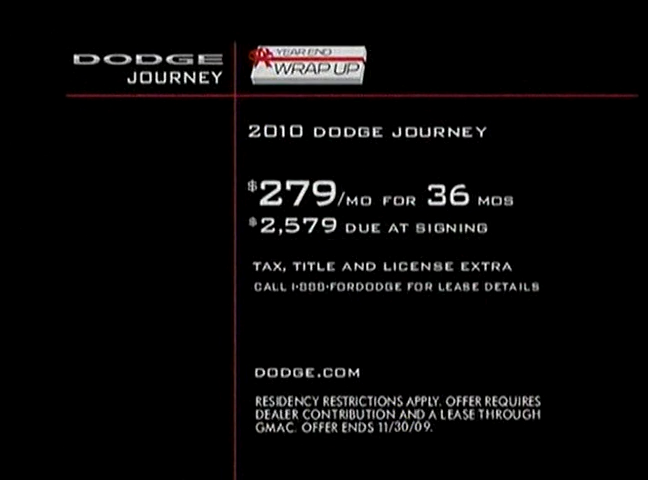 DODGE
JOURNEY
YEAR END
WRAP UP
2010 DODGE JOURNEY
$279/MO FOR 36 MOS
$2,579 DUE AT SIGNING
TAX, TITLE AND LICENSE EXTRA
CALL 1-888-FORDODGE FOR LEASE DETAILS
DODGE.COM
RESIDENCY RESTRICTIONS APPLY. OFFER REQUIRES
DEALER CONTRIBUTION AND A LEASE THROUGH
GMAC. OFFER ENDS 11/30/09.